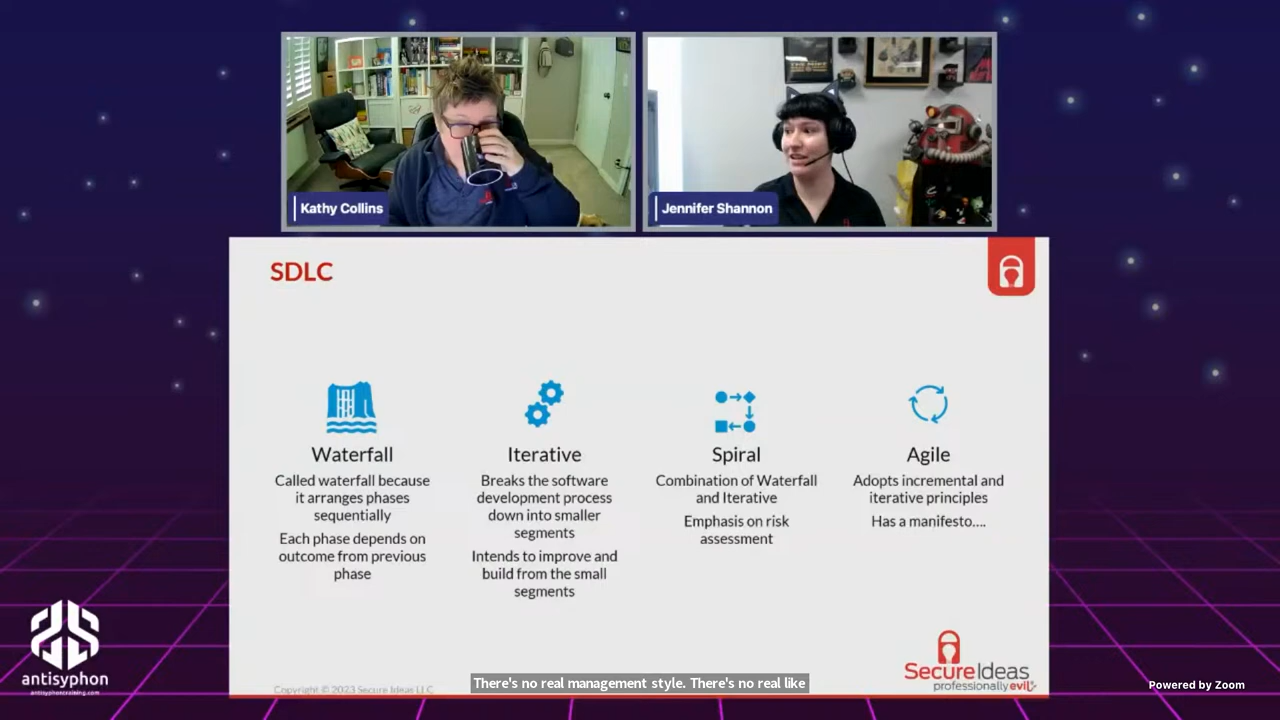 Kathy Collins
Jennifer Shannon
SDLC
Waterfall
Called waterfall because
it arranges phases
sequentially
Each phase depends on
outcome from previous
phase
Iterative
Breaks the software
development process
down into smaller
segments
Intends to improve and
build from the small
segments
Spiral
Combination of Waterfall
and Iterative
Emphasis on risk
assessment
Agile
Adopts incremental and
iterative principles
Has a manifesto....
SecureIdeas
professionally evil
Copyright © 2023 Secure Ideas LLC
There's no real management style. There's no real like
antisyphon
antisyphontraining.com
Powered by Zoom